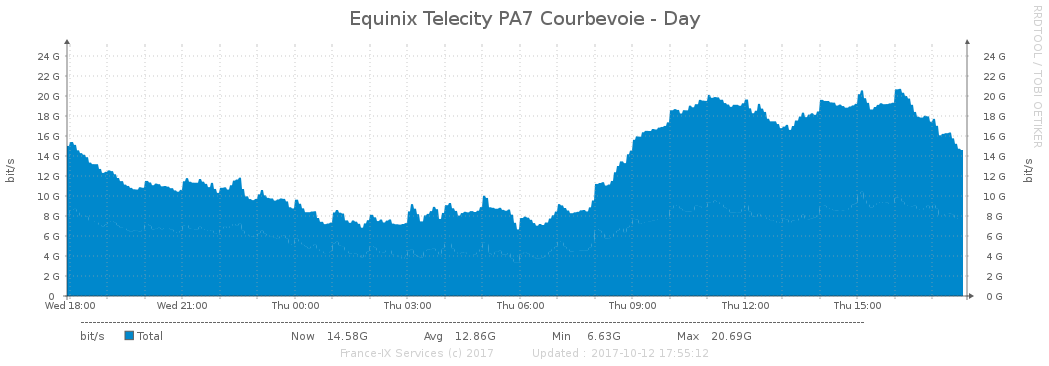 Equinix Telecity PA7 Courbevoie - Day
RRDTOOL / TOBI OETIKER
24 G 24 G
22 G 22 G
20 G 20 G
18 G 18 G
16 G 16 G
14 G 14 G
12 G 12 G
10 G 10 G
8 G 8 G
6 G 6 G
4 G 4 G
2 G 2 G
0 0 G
bit/s
bit/s
Wed 18:00 Wed 21:00 Thu 00:00 Thu 03:00 Thu 06:00 Thu 09:00 Thu 12:00 Thu 15:00
bit/s Total Now 14.58G Avg 12.86G Min 6.63G Max 20.69G
France-IX Services (c) 2017 Updated : 2017-10-12 17:55:12